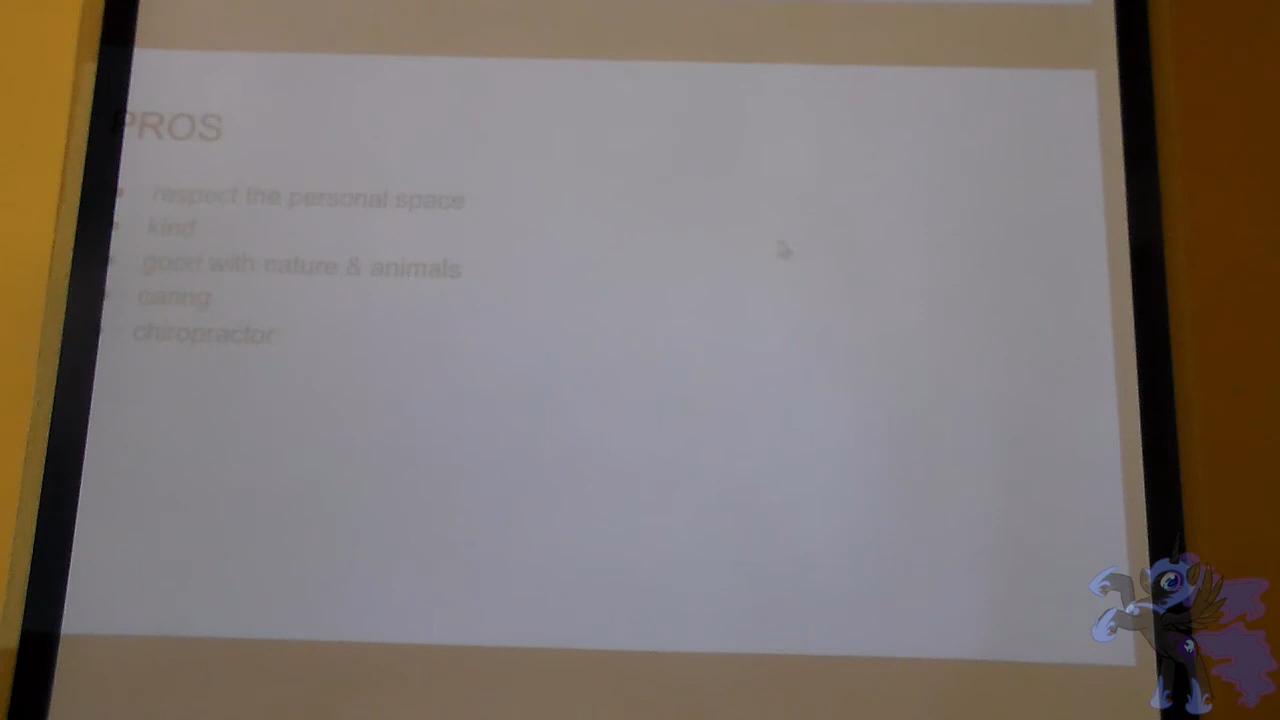 PROS
• respect the personal space
• kind
• good with nature & animals
• caring
• chiropractor